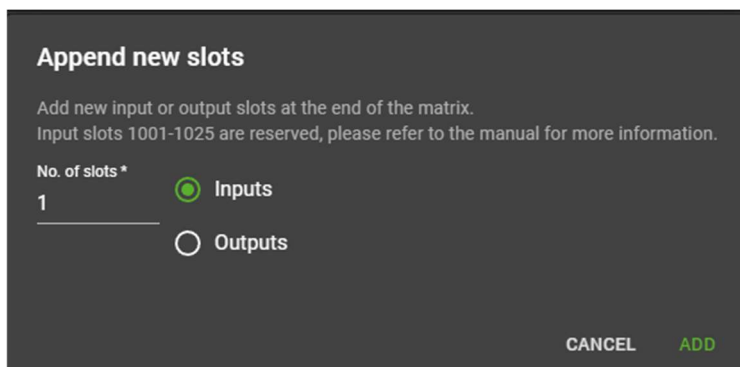 Append new slots
Add new input or output slots at the end of the matrix.
Input slots 1001-1025 are reserved, please refer to the manual for more information.
No. of slots *
1
Inputs
Outputs
CANCEL ADD